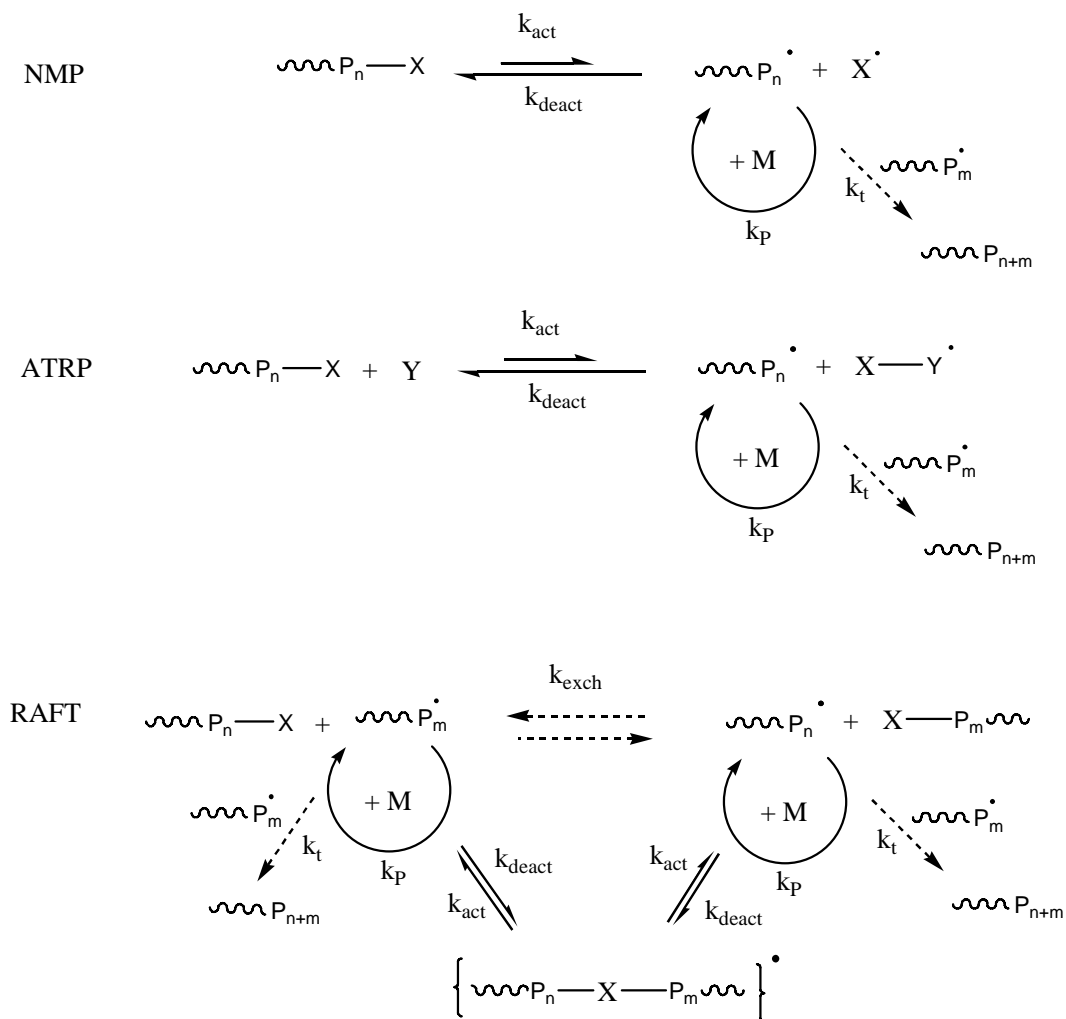 k_act
NMP P_n — X P_n• + X•
k_deact
+ M P_m•
k_t
k_P
P_n+m
k_act
ATRP P_n — X + Y P_n• + X — Y•
k_deact
+ M P_m•
k_t
k_P
P_n+m
k_exch
RAFT P_n — X + P_m• P_n• + X — P_m
P_m• + M + M P_m•
k_t k_deact k_act k_t
k_P k_P
k_act k_deact
P_n+m P_n+m
{ P_n — X — P_m }•